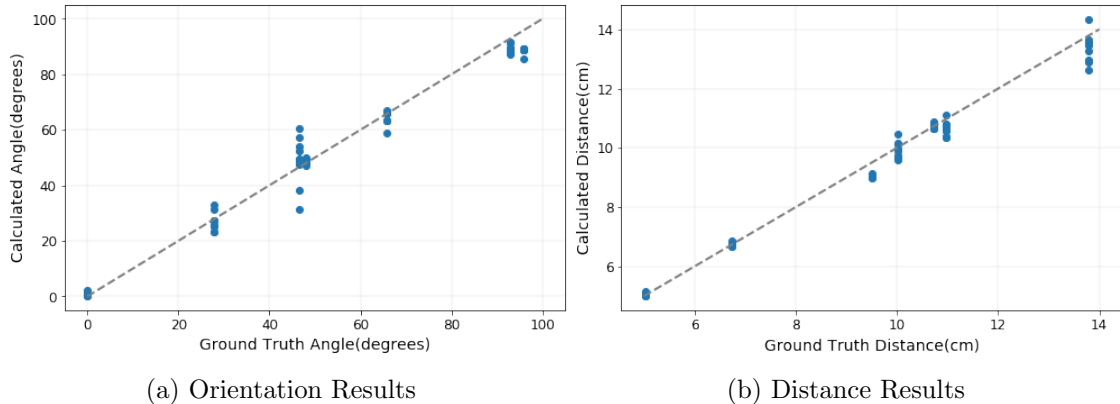 100
80
60
40
20
0
Calculated Angle(degrees)
0 20 40 60 80 100
Ground Truth Angle(degrees)
(a) Orientation Results
14
12
10
8
6
Calculated Distance(cm)
6 8 10 12 14
Ground Truth Distance(cm)
(b) Distance Results